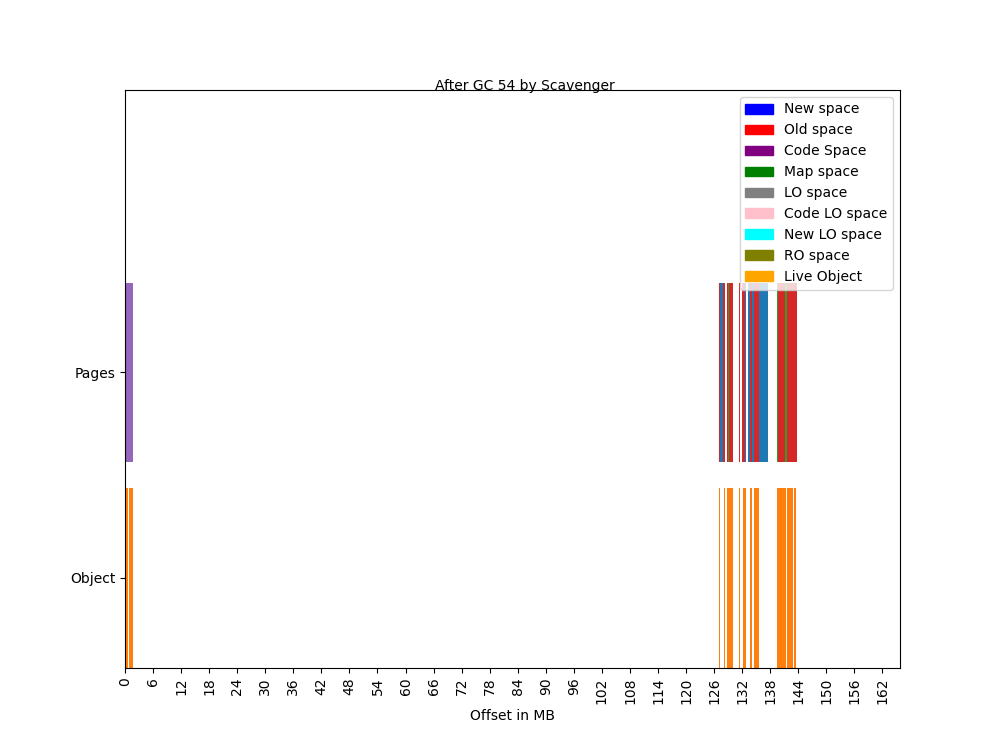 After GC 54 by Scavenger
New space
Old space
Code Space
Map space
LO space
Code LO space
New LO space
RO space
Live Object
Pages
Object
0 6 12 18 24 30 36 42 48 54 60 66 72 78 84 90 96 102 108 114 120 126 132 138 144 150 156 162
Offset in MB